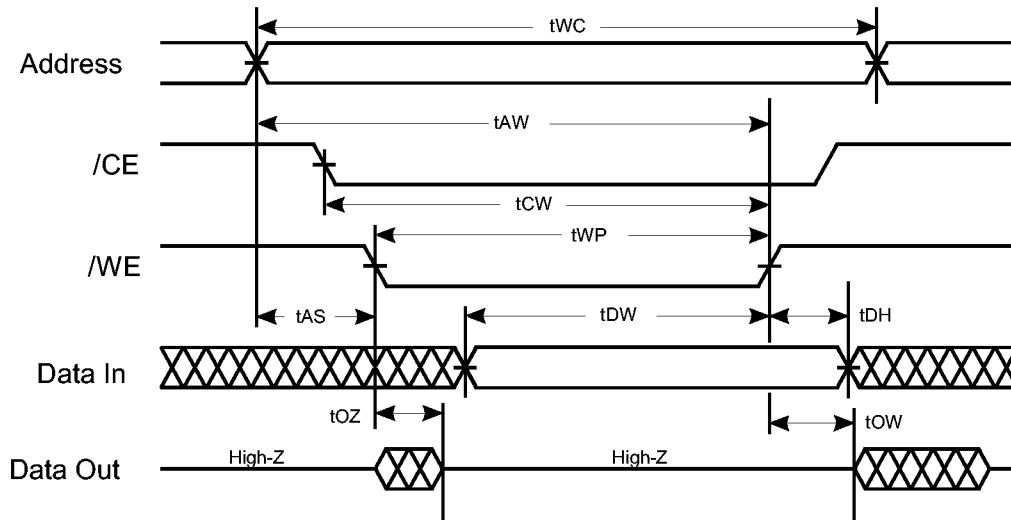 tWC
Address
tAW
/CE
tCW
tWP
/WE
tAS
tDW
tDH
Data In
tOZ
tOW
High-Z
High-Z
Data Out